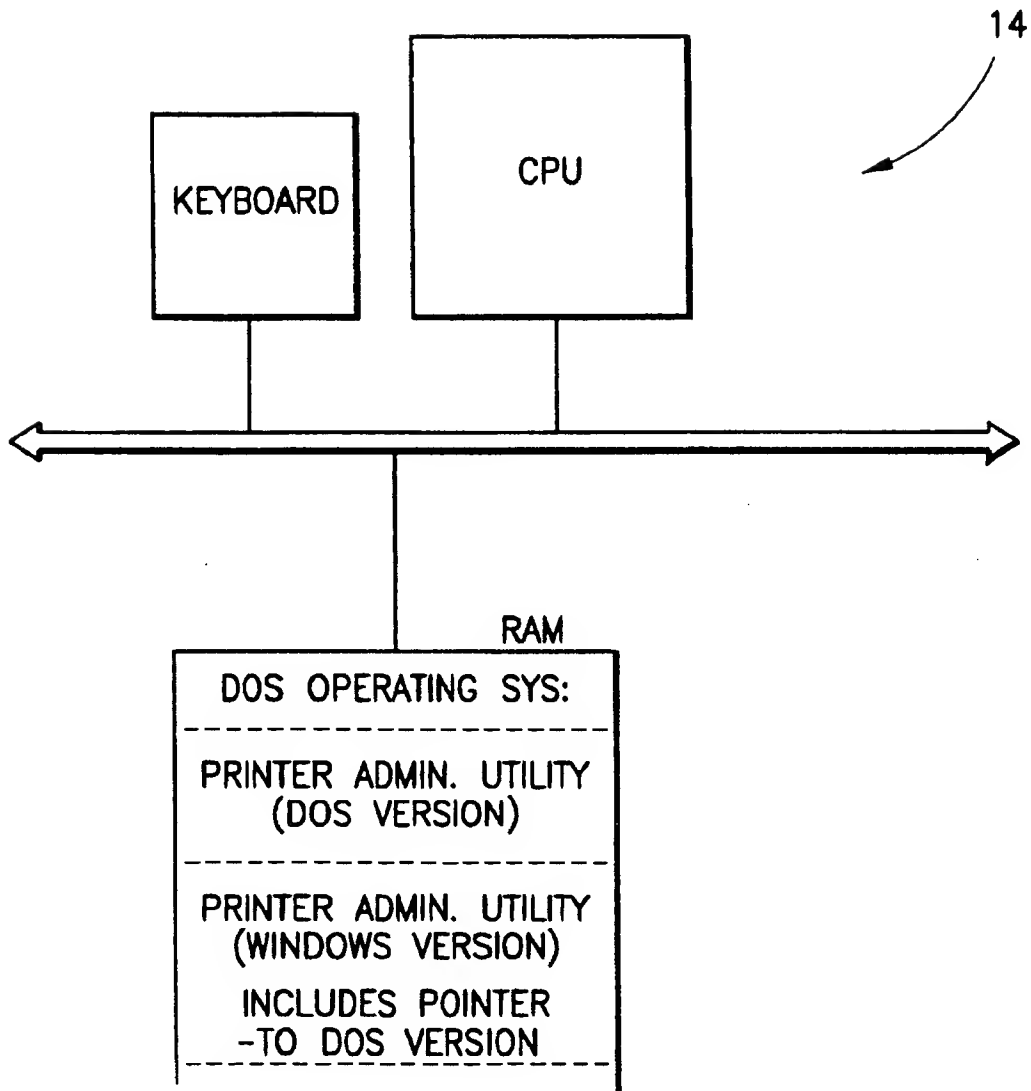 14
KEYBOARD
CPU
RAM
DOS OPERATING SYS:
PRINTER ADMIN. UTILITY
(DOS VERSION)
PRINTER ADMIN. UTILITY
(WINDOWS VERSION)
INCLUDES POINTER
-TO DOS VERSION